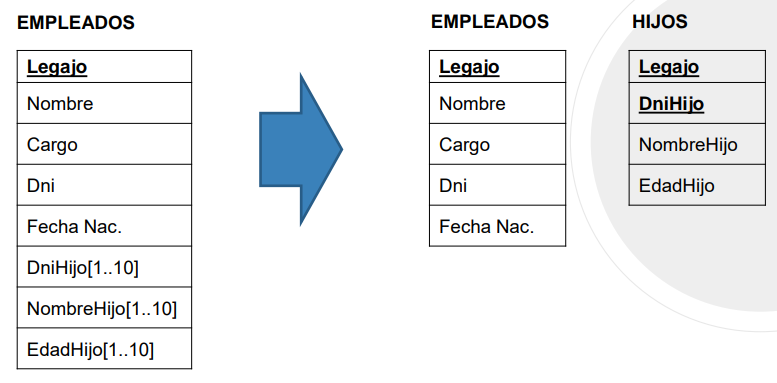 EMPLEADOS
Legajo
Nombre
Cargo
Dni
Fecha Nac.
DniHijo[1..10]
NombreHijo[1..10]
EdadHijo[1..10]
EMPLEADOS
Legajo
Nombre
Cargo
Dni
Fecha Nac.
HIJOS
Legajo
DniHijo
NombreHijo
EdadHijo